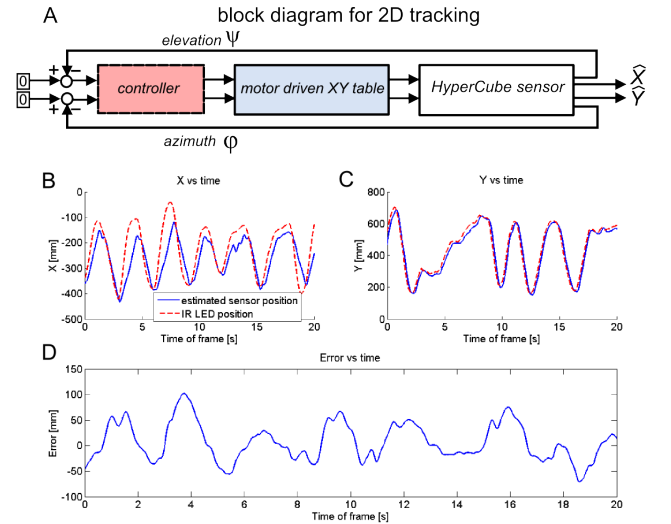 A
block diagram for 2D tracking
elevation ψ
0
+
−
controller
motor driven XY table
HyperCube sensor
X̂
0
+
−
Ŷ
azimuth φ
B
X vs time
X [mm]
0
-100
-200
-300
-400
-500
0 5 10 15 20
Time of frame [s]
estimated sensor position
IR LED position
C
Y vs time
Y [mm]
800
600
400
200
0
0 5 10 15 20
Time of frame [s]
D
Error vs time
Error [mm]
150
100
50
0
-50
-100
0 2 4 6 8 10 12 14 16 18 20
Time of frame [s]